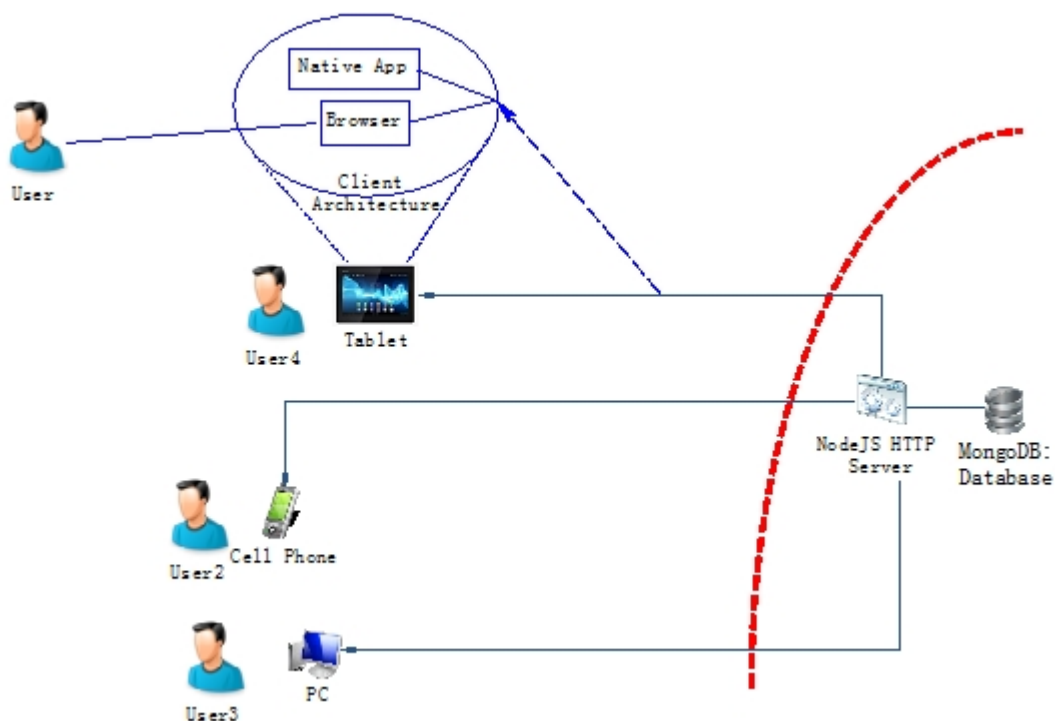 Native App
Browser
User
Client
Architecture
User4
Tablet
NodeJS HTTP
Server
MongoDB:
Database
User2
Cell Phone
User3
PC